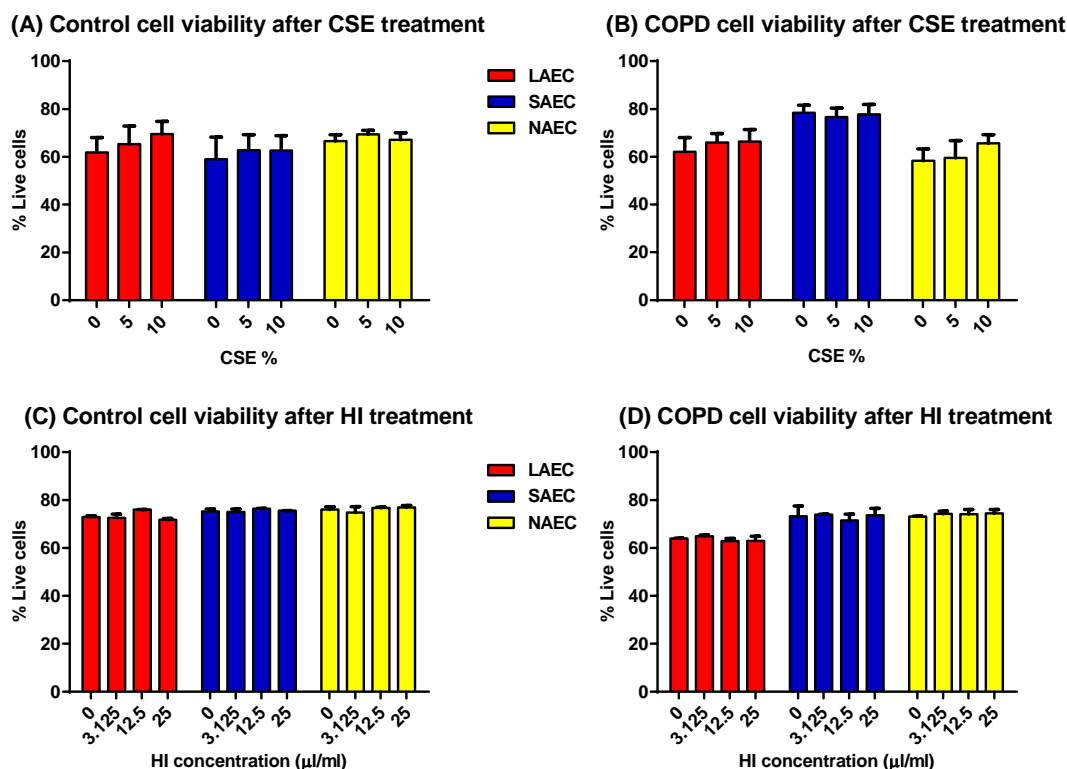 (A) Control cell viability after CSE treatment
% Live cells
100
80
60
40
20
0
0 5 10 0 5 10 0 5 10
CSE %
LAEC
SAEC
NAEC
(B) COPD cell viability after CSE treatment
% Live cells
100
80
60
40
20
0
0 5 10 0 5 10 0 5 10
CSE %
(C) Control cell viability after HI treatment
% Live cells
100
80
60
40
20
0
0 3.125 12.5 25 0 3.125 12.5 25 0 3.125 12.5 25
HI concentration (µl/ml)
LAEC
SAEC
NAEC
(D) COPD cell viability after HI treatment
% Live cells
100
80
60
40
20
0
0 3.125 12.5 25 0 3.125 12.5 25 0 3.125 12.5 25
HI concentration (µl/ml)